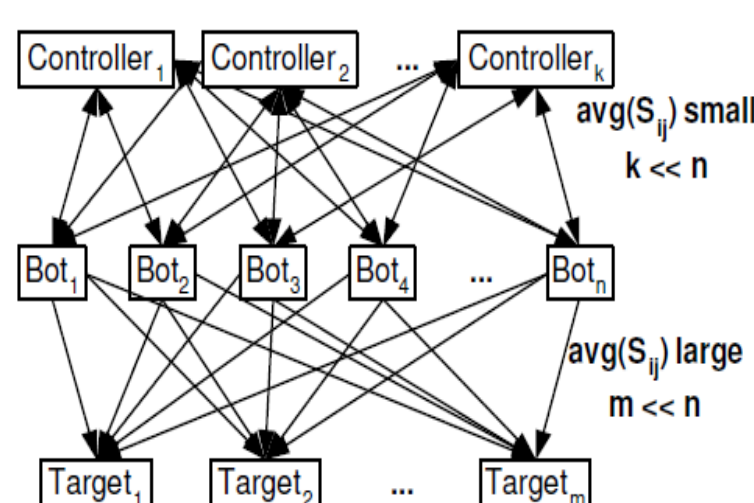 Controller₁ Controller₂ ... Controllerₖ
avg(Sᵢⱼ) small
k << n
Bot₁ Bot₂ Bot₃ Bot₄ ... Botₙ
avg(Sᵢⱼ) large
m << n
Target₁ Target₂ ... Targetₘ